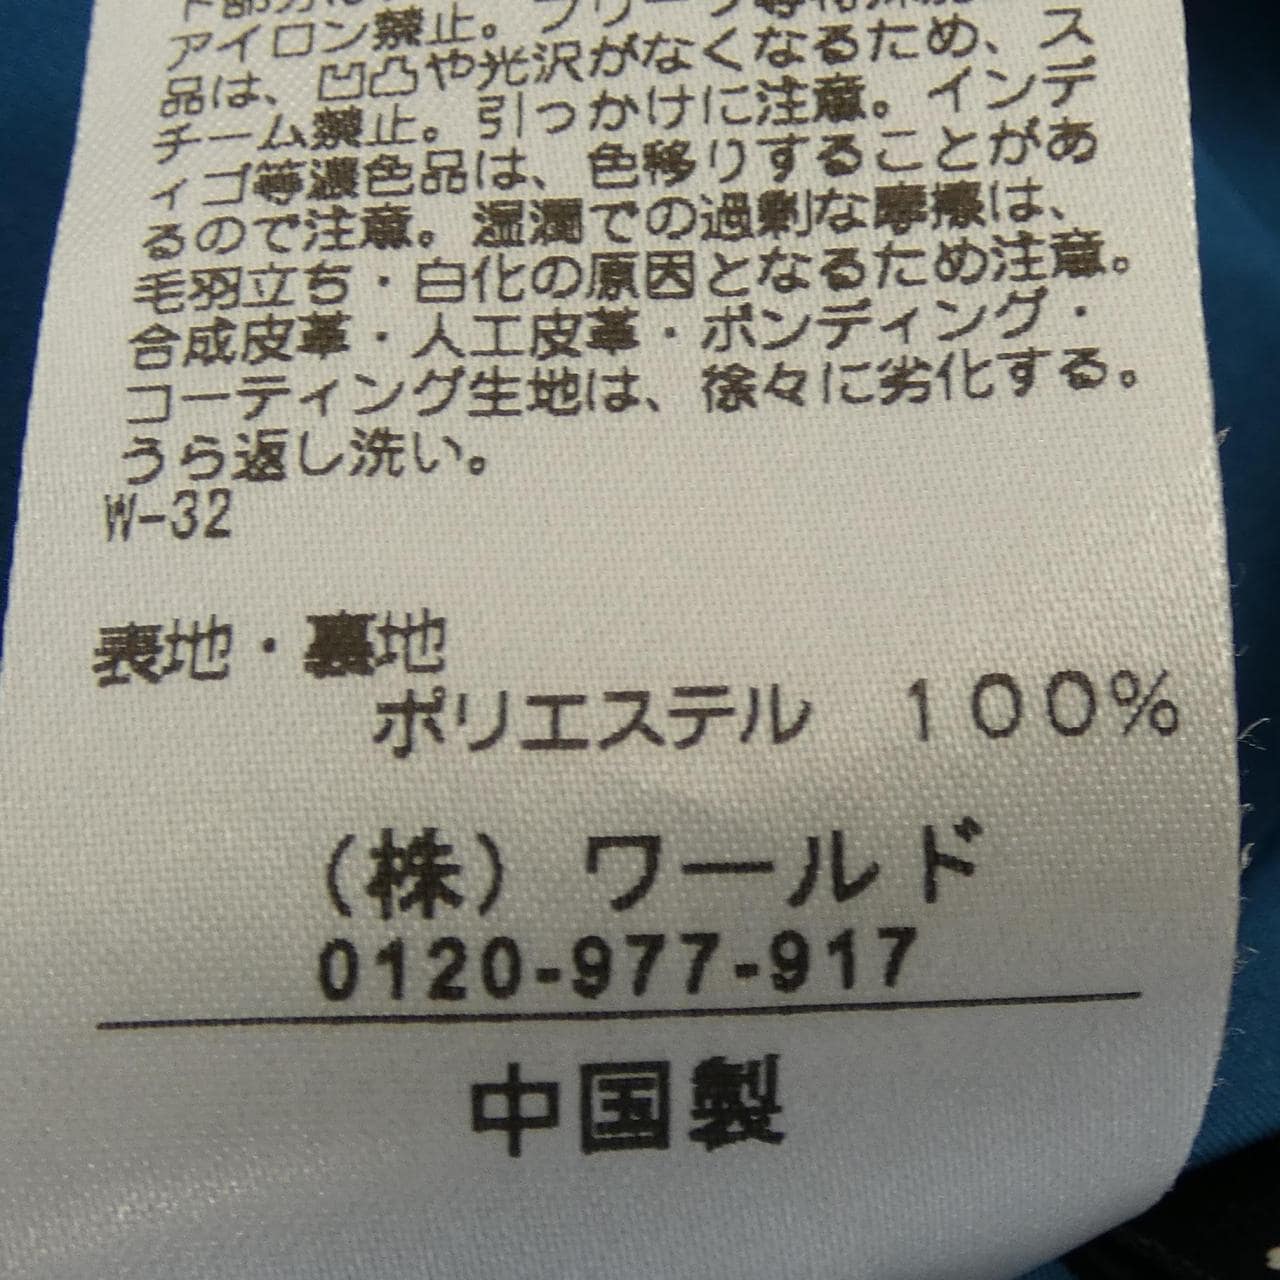 アイロン禁止。プリーツ等
品は、凹凸や光沢がなくなるため、ス
チーム禁止。引っかけに注意。インデ
ィゴ等濃色品は、色移りすることがあ
るので注意。湿潤での過剰な摩擦は、
毛羽立ち・白化の原因となるため注意。
合成皮革・人工皮革・ボンディング・
コーティング生地は、徐々に劣化する。
うら返し洗い。
W-32
表地・裏地
ポリエステル 100%
(株) ワールド
0120-977-917
中国製